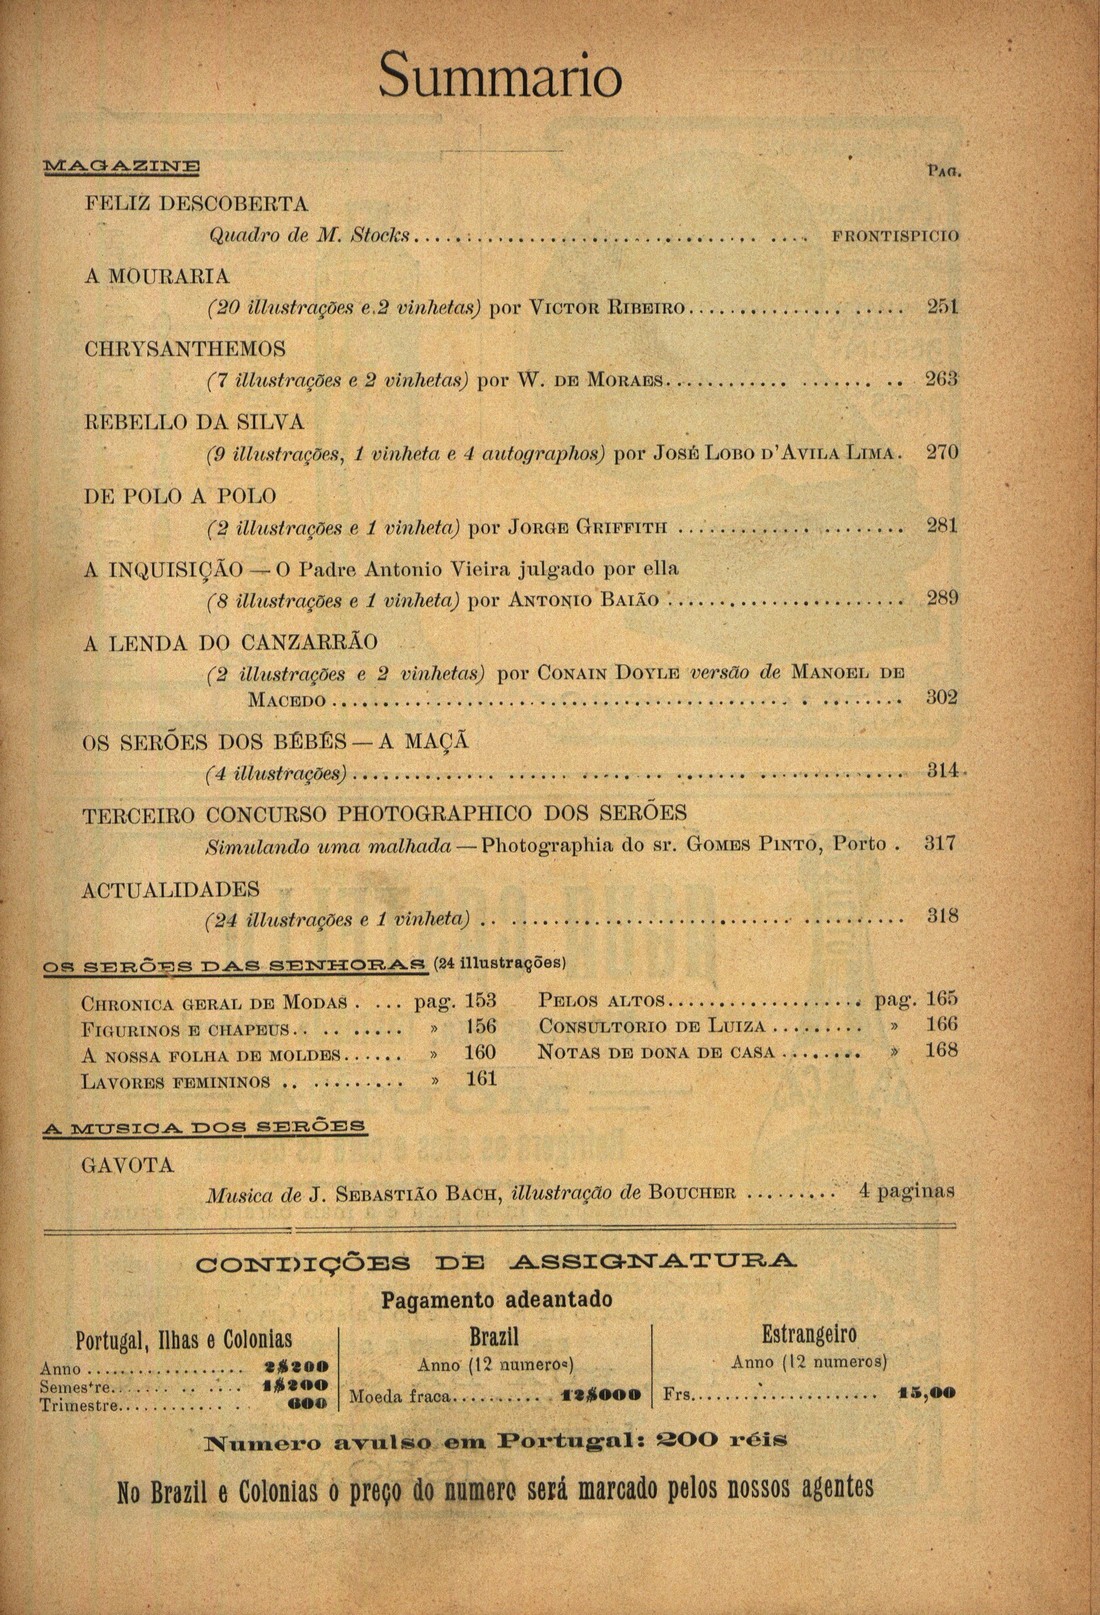 Summario
MAGAZINE
PAG.
FELIZ DESCOBERTA
Quadro de M. Stocks........ FRONTISPICIO
A MOURARIA
(20 illustrações e 2 vinhetas) por VICTOR RIBEIRO........ 251
CHRYSANTHEMOS
(7 illustrações e 2 vinhetas) por W. DE MORAES........ 263
REBELLO DA SILVA
(9 illustrações, 1 vinheta e 4 autographos) por JOSÉ LOBO D'AVILA LIMA. 270
DE POLO A POLO
(2 illustrações e 1 vinheta) por JORGE GRIFFITH ........ 281
A INQUISIÇÃO — O Padre Antonio Vieira julgado por ella
(8 illustrações e 1 vinheta) por ANTONIO BAIÃO ........ 289
A LENDA DO CANZARRÃO
(2 illustrações e 2 vinhetas) por CONAIN DOYLE versão de MANOEL DE
MACEDO ........ 302
OS SERÕES DOS BÉBÉS — A MAÇÃ
(4 illustrações)........ 314
TERCEIRO CONCURSO PHOTOGRAPHICO DOS SERÕES
Simulando uma malhada — Photographia do sr. GOMES PINTO, Porto . 317
ACTUALIDADES
(24 illustrações e 1 vinheta) ........ 318
OS SERÕES DAS SENHORAS (24 illustrações)
CHRONICA GERAL DE MODAS . ... pag. 153
FIGURINOS E CHAPEUS........ » 156
A NOSSA FOLHA DE MOLDES...... » 160
LAVORES FEMININOS ........ » 161
PELOS ALTOS........ pag. 165
CONSULTORIO DE LUIZA ........ » 166
NOTAS DE DONA DE CASA ........ » 168
A MUSICA DOS SERÕES
GAVOTA
Musica de J. SEBASTIÃO BACH, illustração de BOUCHER ......... 4 paginas
CONDIÇÕES DE ASSIGNATURA
Pagamento adeantado
Portugal, Ilhas e Colonias
Anno ........ 2$200
Semestre........ 1$200
Trimestre........ 600
Brazil
Anno (12 numeros)
Moeda fraca.......... 12$000
Estrangeiro
Anno (12 numeros)
Frs........ 15,00
Numero avulso em Portugal: 200 réis
No Brazil e Colonias o preço do numero será marcado pelos nossos agentes